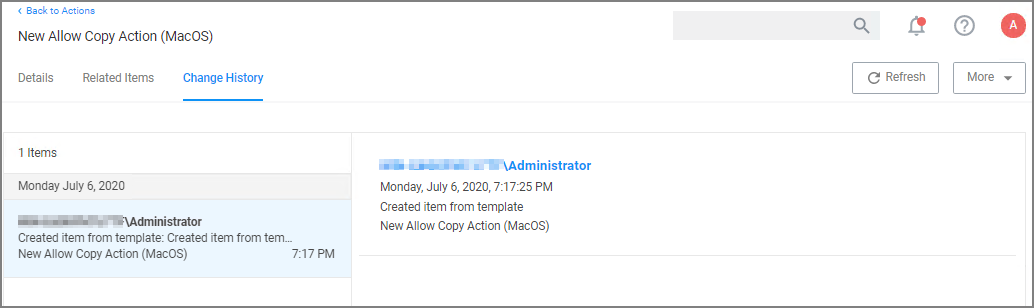 Back to Actions
New Allow Copy Action (MacOS)
A
Details Related Items Change History Refresh More
1 Items
Monday July 6, 2020
\Administrator
Created item from template: Created item from tem...
New Allow Copy Action (MacOS) 7:17 PM
\Administrator
Monday, July 6, 2020, 7:17:25 PM
Created item from template
New Allow Copy Action (MacOS)